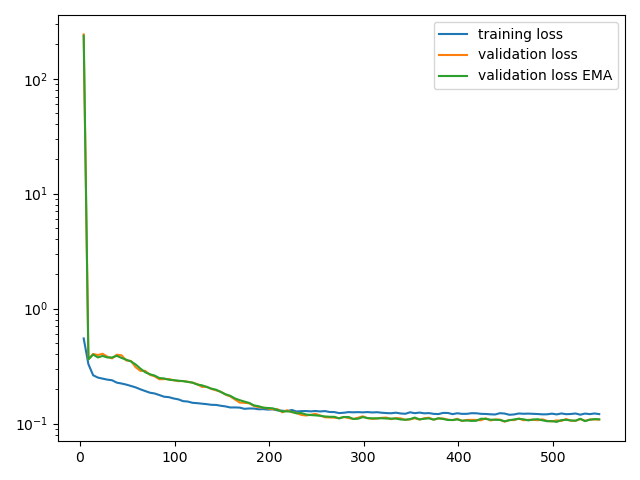 training loss
validation loss
validation loss EMA
10²
10¹
10⁰
10⁻¹
0 100 200 300 400 500